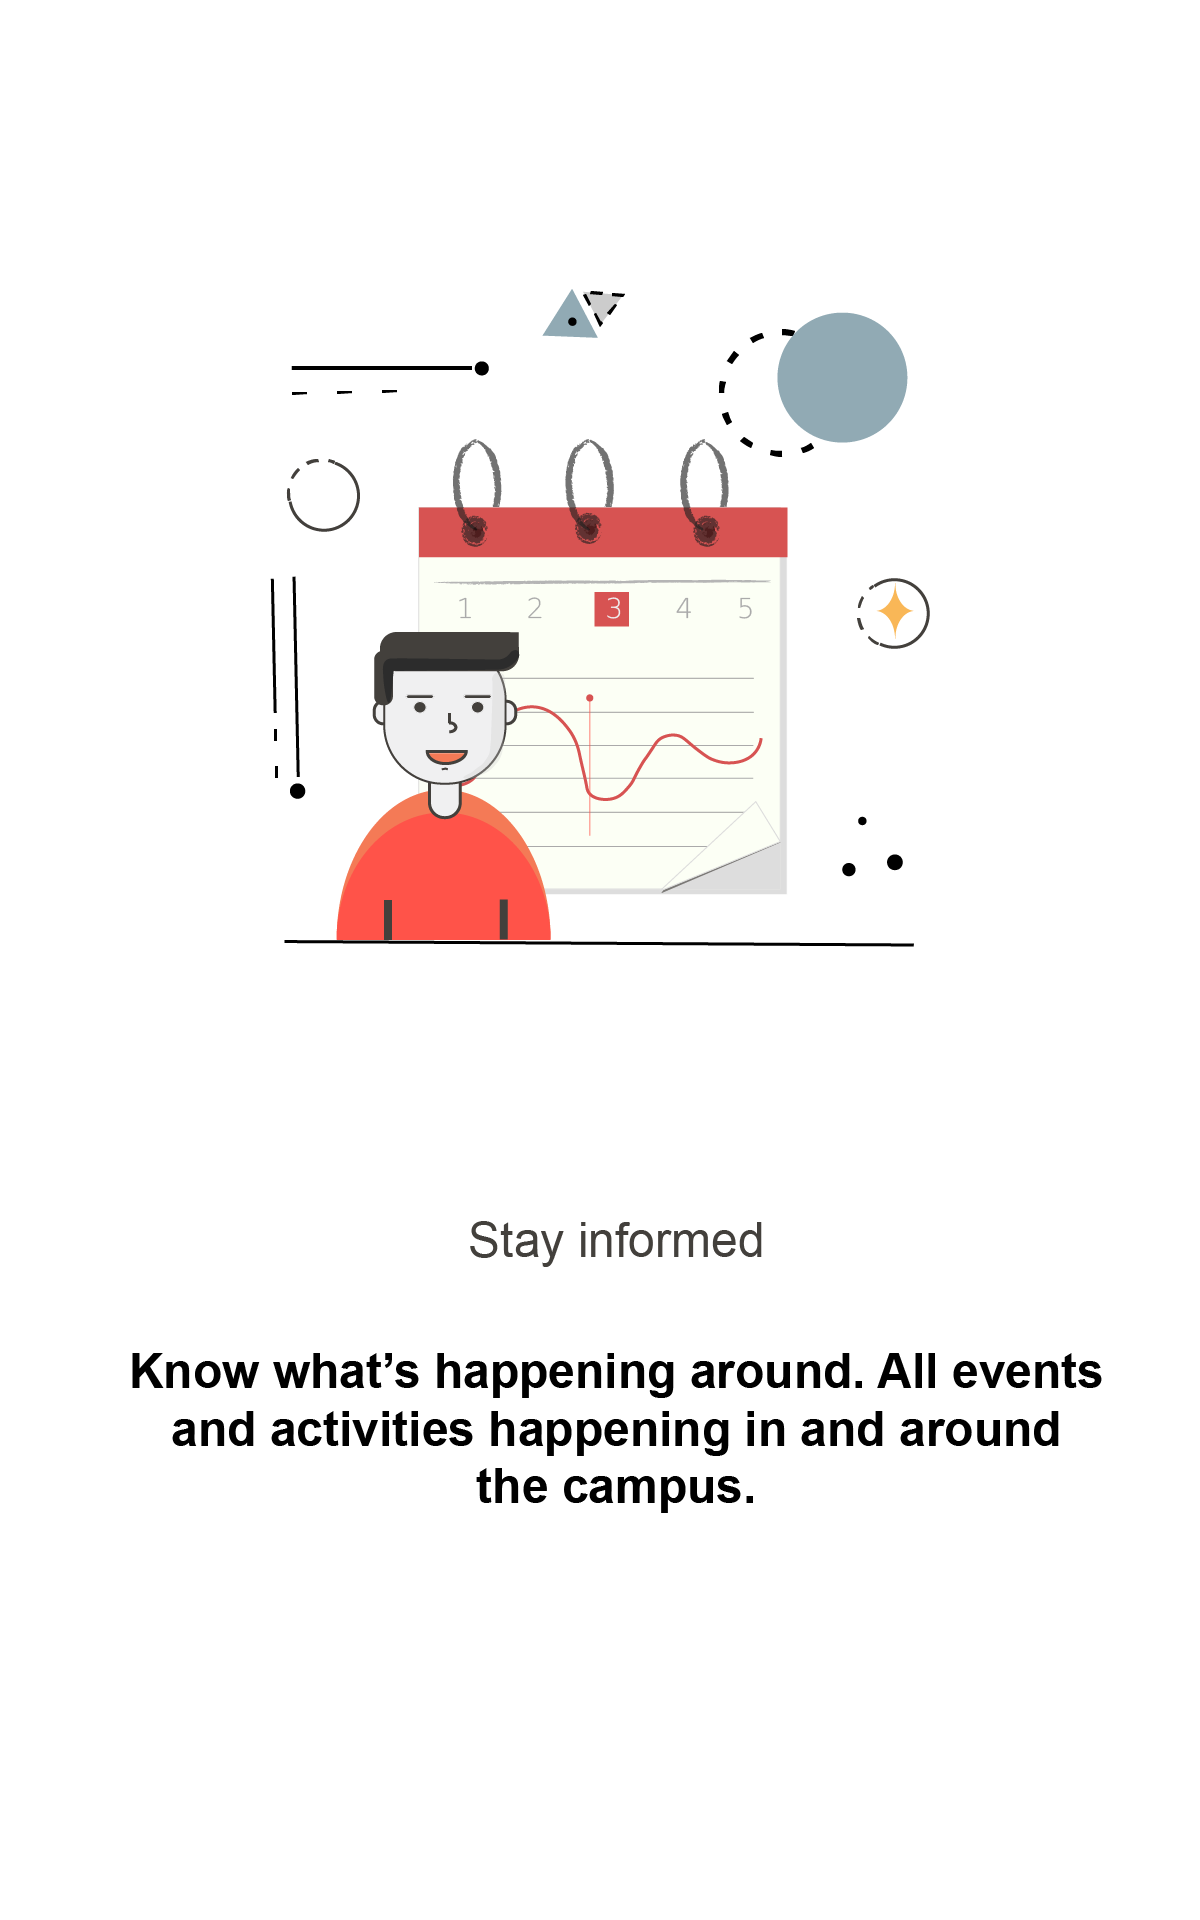 1 2 3 4 5
Stay informed
Know what’s happening around. All events
and activities happening in and around
the campus.